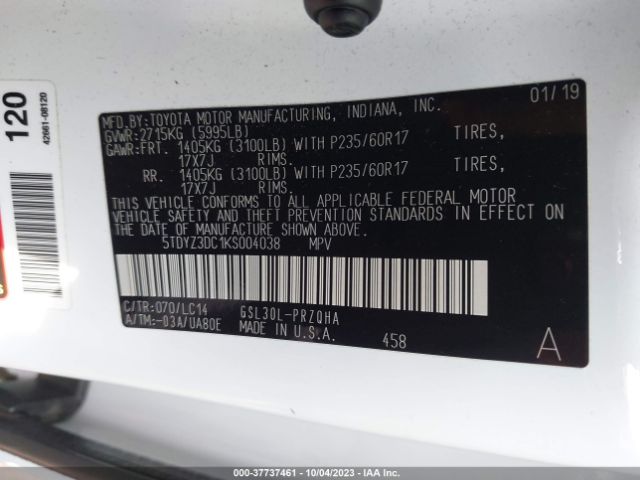 120
42661-08120
MFD.BY:TOYOTA MOTOR MANUFACTURING, INDIANA, INC. 01/19
GVWR:2715KG (5995LB)
GAWR:FRT. 1405KG (3100LB) WITH P235/60R17 TIRES,
17X7J RIMS.
RR. 1405KG (3100LB) WITH P235/60R17 TIRES,
17X7J RIMS.
THIS VEHICLE CONFORMS TO ALL APPLICABLE FEDERAL MOTOR
VEHICLE SAFETY AND THEFT PREVENTION STANDARDS IN EFFECT ON
THE DATE OF MANUFACTURE SHOWN ABOVE.
5TDYZ3DC1KS004038 MPV
C/TR:070/LC14 GSL30L-PRZQHA
A/TM:-03A/UA80E MADE IN U.S.A. 458 A
000-37737461 - 10/04/2023 - IAAI.com